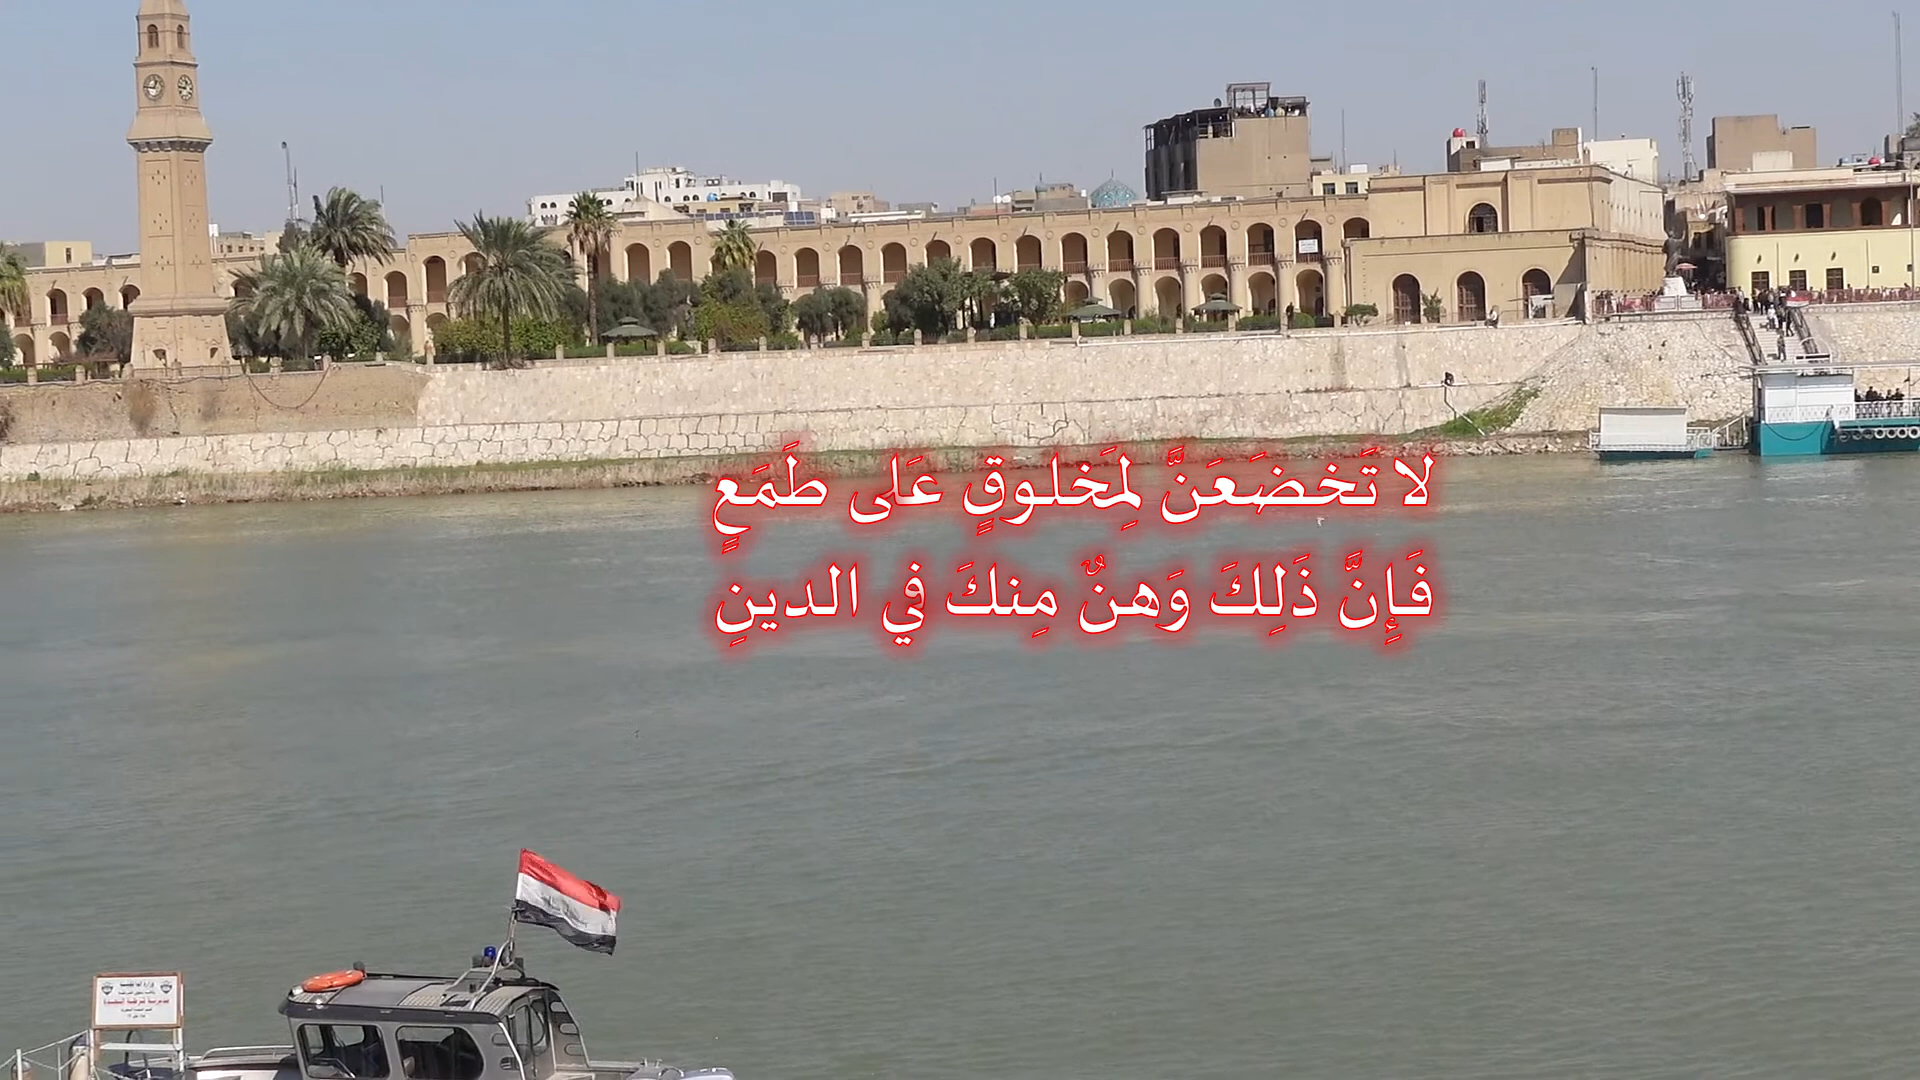 لا تَخضَعَنَّ لِمَخلوقٍ عَلى طَمَعٍ
فَإِنَّ ذَلِكَ وَهنٌ مِنكَ في الدينِ